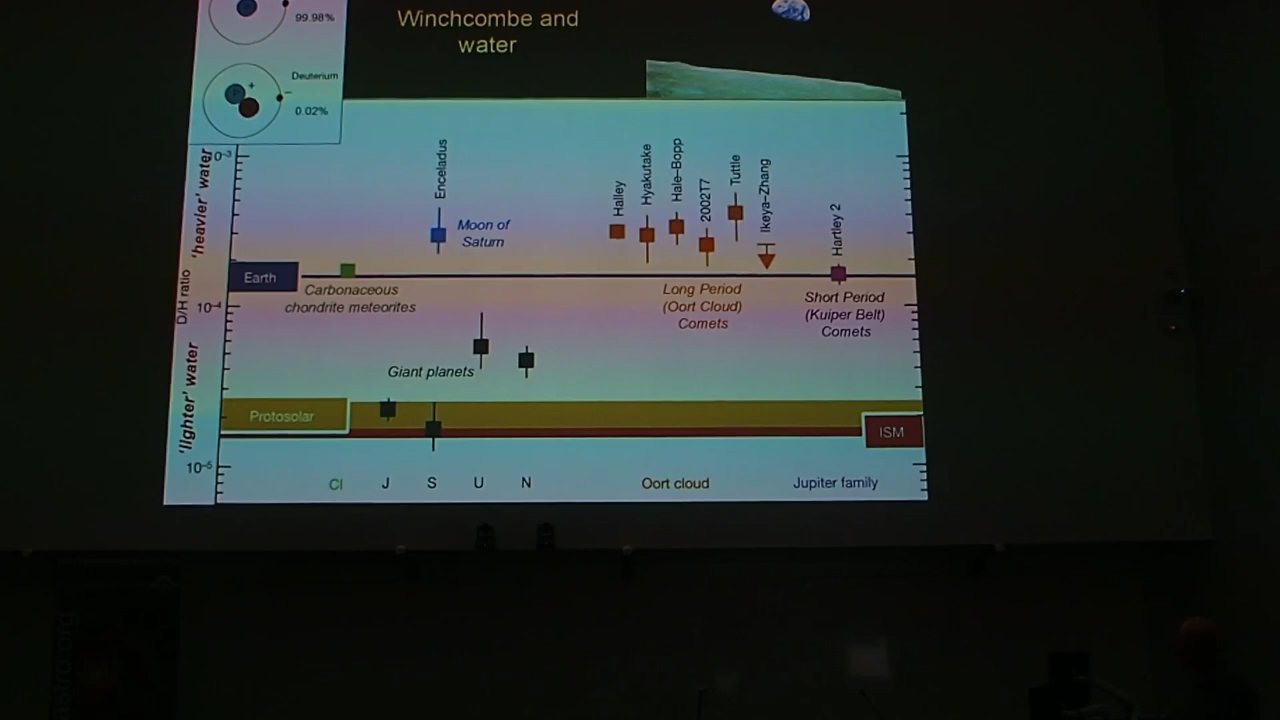 99.98%
Winchcombe and
water
Deuterium
+
−
0.02%
'heavier' water
D/H ratio
'lighter' water
0⁻³
10⁻⁴
10⁻⁵
Enceladus
Moon of
Saturn
Halley
Hyakutake
Hale–Bopp
2002T7
Tuttle
Ikeya–Zhang
Hartley 2
Earth
Carbonaceous
chondrite meteorites
Long Period
(Oort Cloud)
Comets
Short Period
(Kuiper Belt)
Comets
Giant planets
Protosolar
ISM
CI
J
S
U
N
Oort cloud
Jupiter family